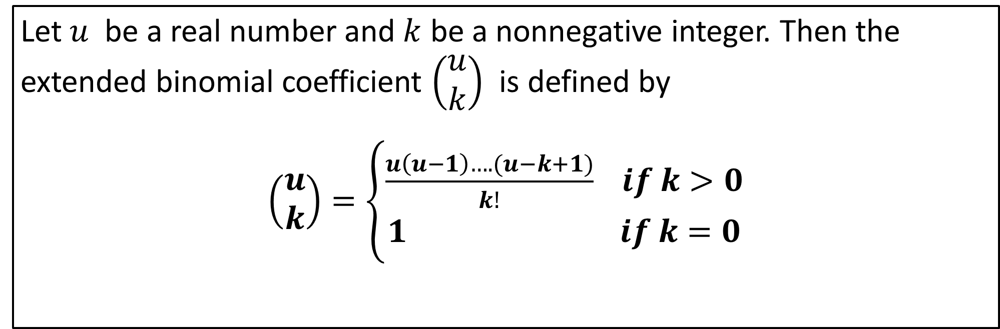 Let 𝑢 be a real number and 𝑘 be a nonnegative integer. Then the
extended binomial coefficient $\binom{u}{k}$ is defined by
$\binom{u}{k} = \begin{cases} \frac{u(u-1)....(u-k+1)}{k!} & if\ k > 0 \\ 1 & if\ k = 0 \end{cases}$